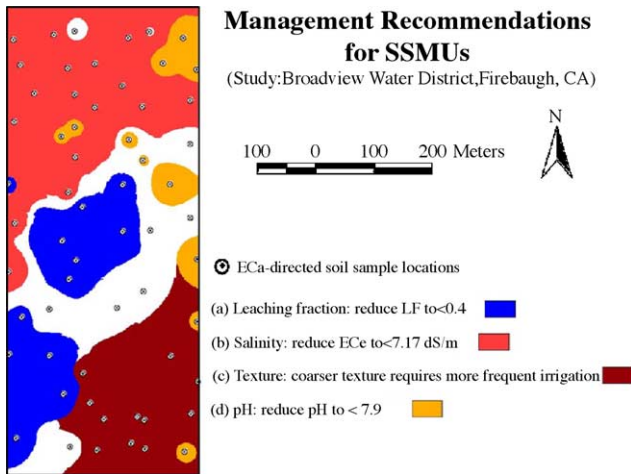 Management Recommendations
for SSMUs
(Study:Broadview Water District,Firebaugh, CA)
N
100 0 100 200 Meters
ECa-directed soil sample locations
(a) Leaching fraction: reduce LF to<0.4
(b) Salinity: reduce ECe to<7.17 dS/m
(c) Texture: coarser texture requires more frequent irrigation
(d) pH: reduce pH to < 7.9